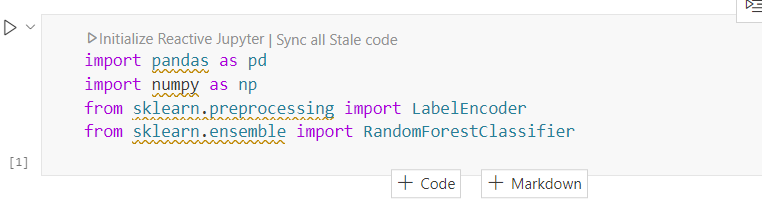 Initialize Reactive Jupyter | Sync all Stale code
import pandas as pd
import numpy as np
from sklearn.preprocessing import LabelEncoder
from sklearn.ensemble import RandomForestClassifier
[1]
+ Code + Markdown